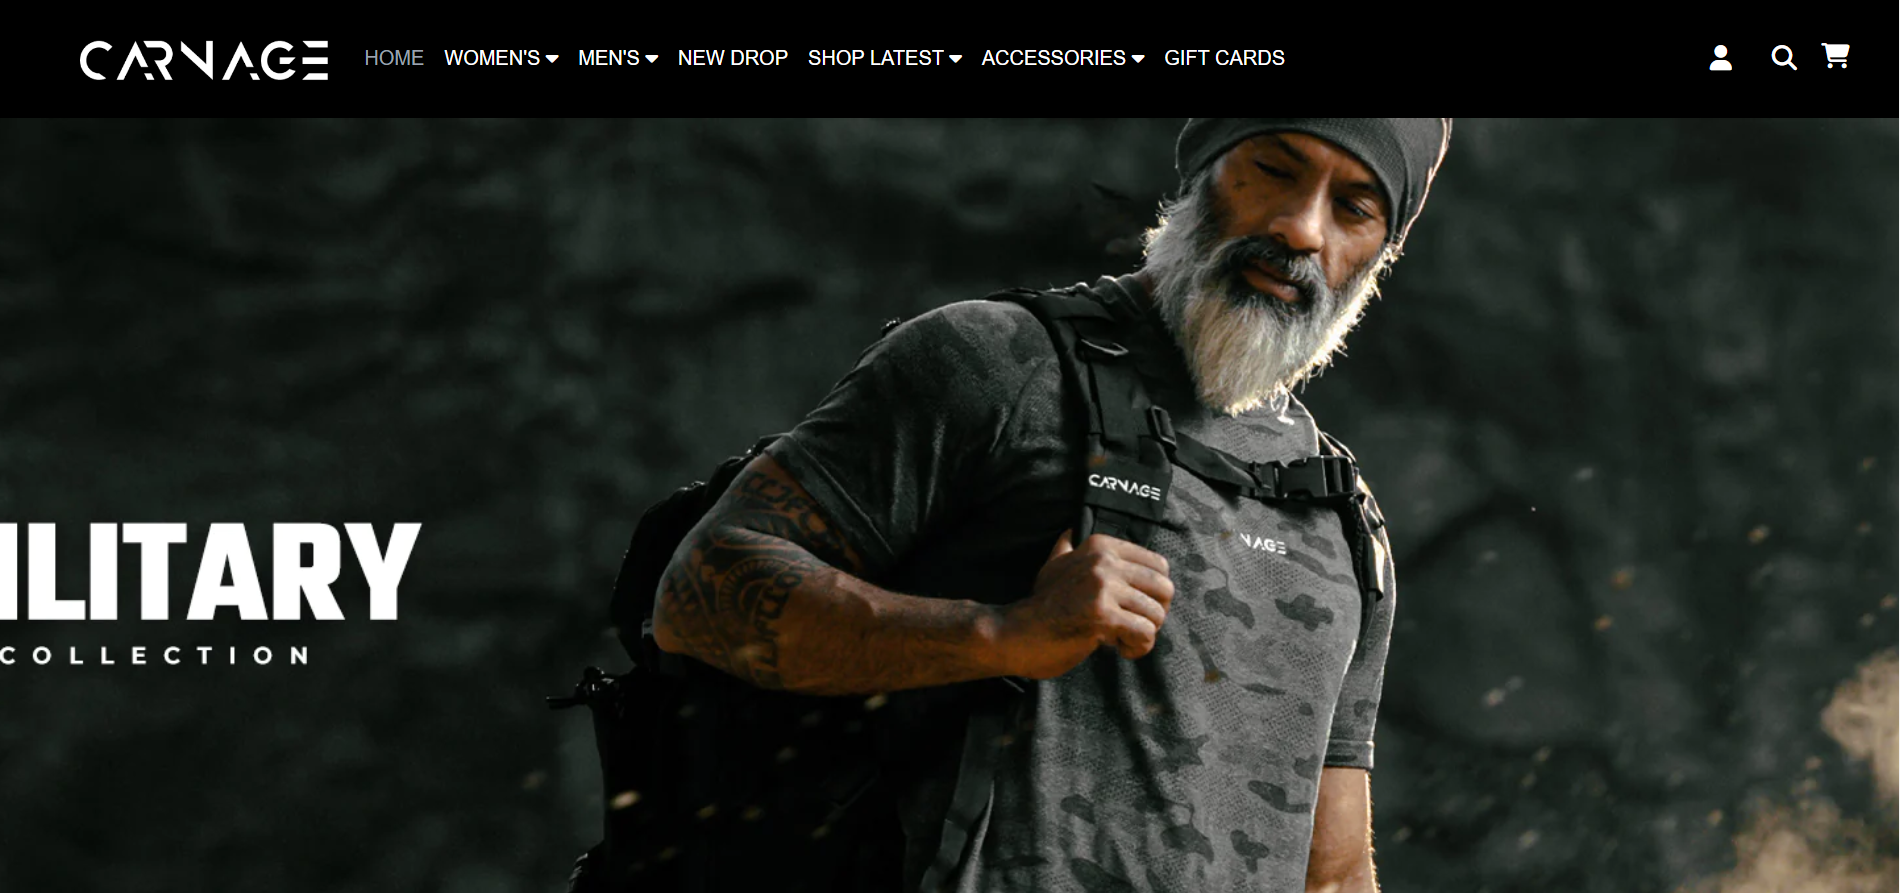 CARNAGE HOME WOMEN'S MEN'S NEW DROP SHOP LATEST ACCESSORIES GIFT CARDS
CARNAGE
NAGE
ILITARY
COLLECTION